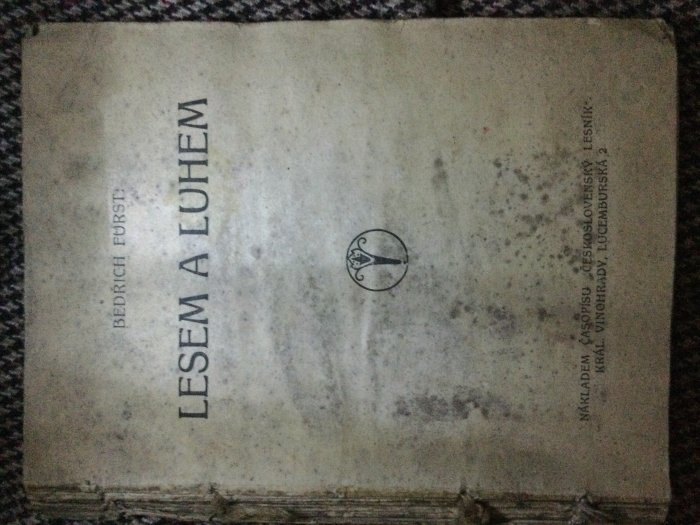 BEDŘICH FÜRST:
LESEM A LUHEM
NÁKLADEM ČASOPISU „ČESKOSLOVENSKÝ LESNÍK“.
KRÁL. VINOHRADY, LUCEMBURSKÁ 2